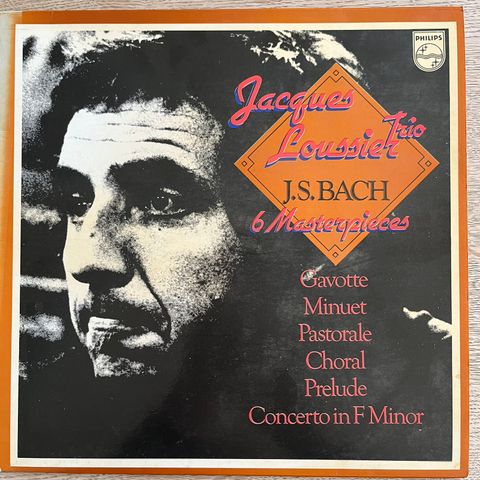 PHILIPS
Jacques
Loussier Trio
J.S.BACH
6 Masterpieces
Gavotte
Minuet
Pastorale
Choral
Prelude
Concerto in F Minor